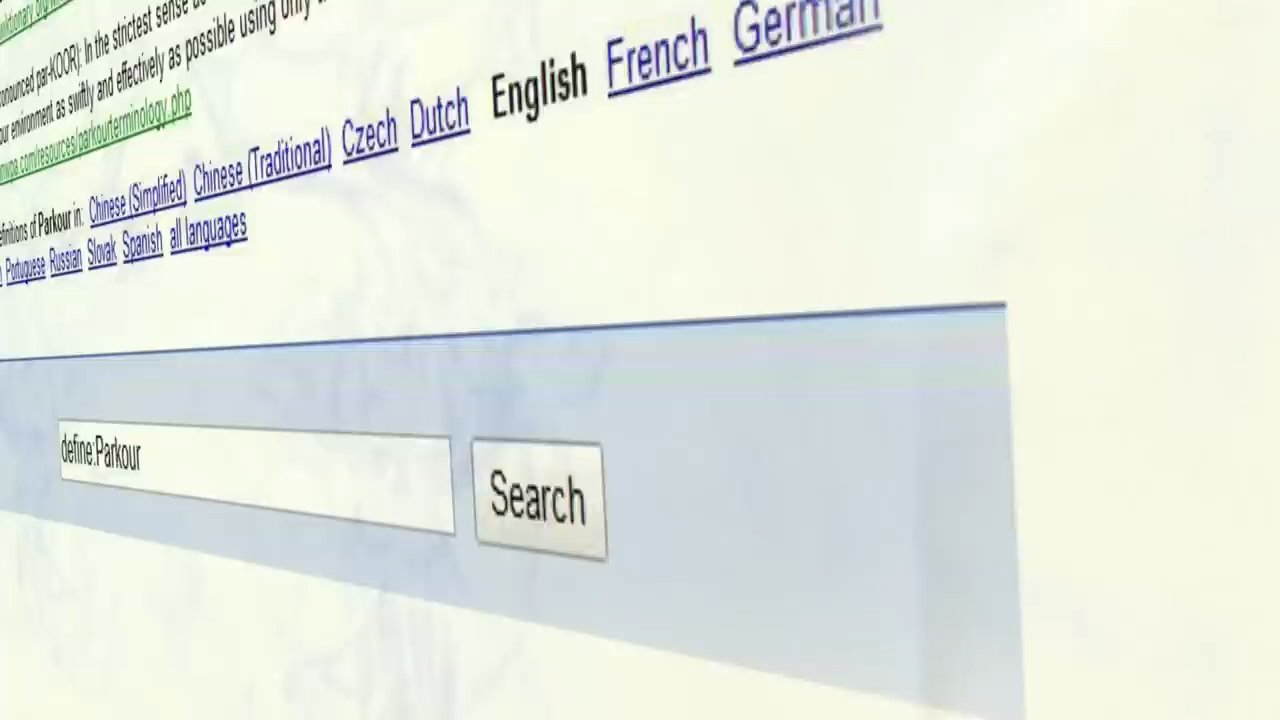 nounced par-KOOR): In the strictest sense
our environment as swiftly and effectively as possible using only
.com/resources/parkourterminology.php
efinitions of Parkour in: Chinese (Simplified) Chinese (Traditional) Czech Dutch English French German
Portuguese Russian Slovak Spanish all languages
define:Parkour
Search